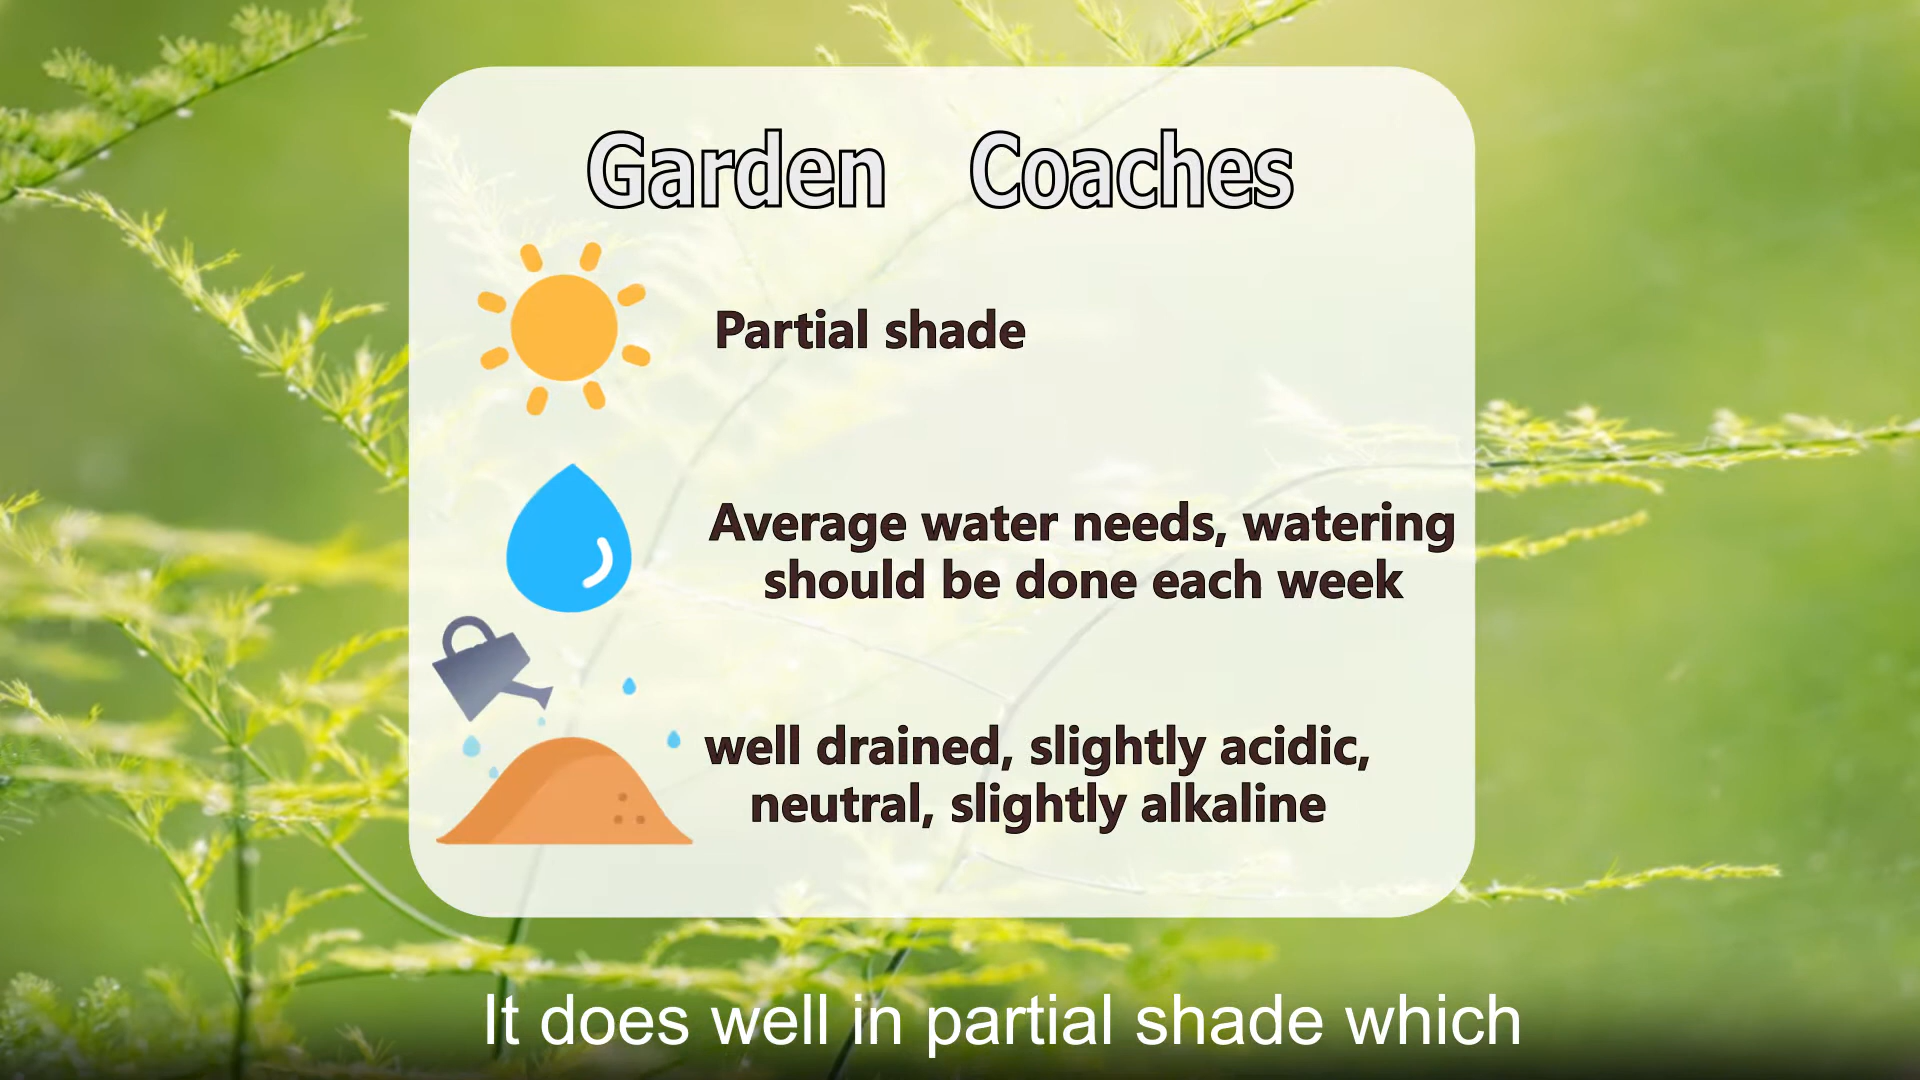 Garden Coaches
Partial shade
Average water needs, watering
should be done each week
well drained, slightly acidic,
neutral, slightly alkaline
It does well in partial shade which